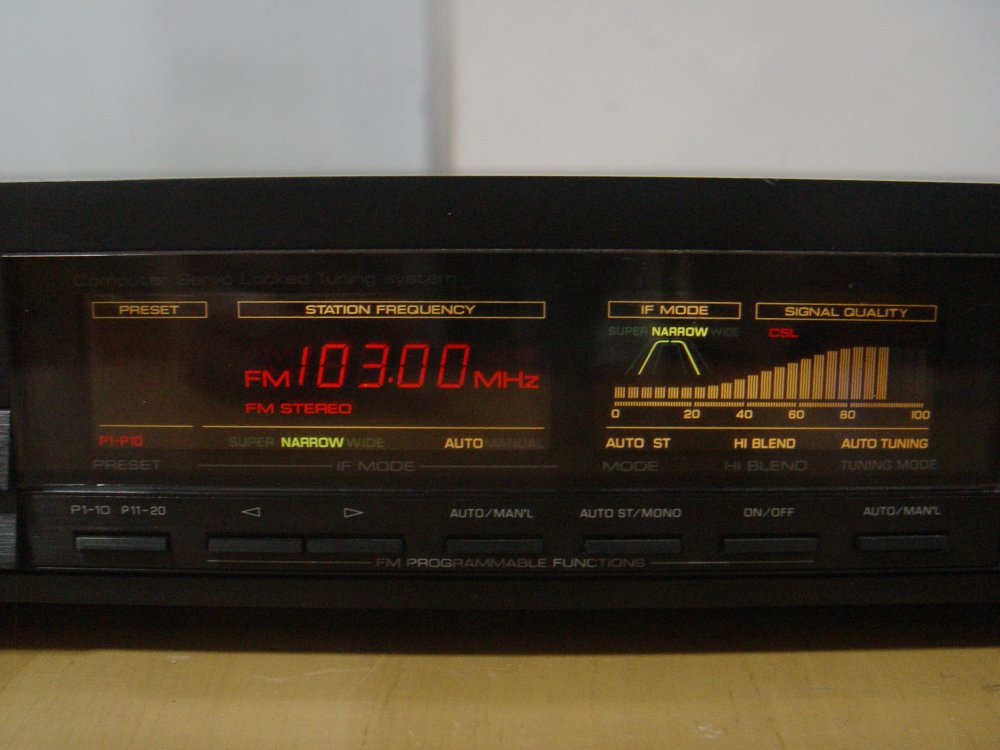 Computer Servo Locked Tuning system
PRESET STATION FREQUENCY IF MODE SIGNAL QUALITY
SUPER NARROW WIDE CSL
FM 103.00 MHz
FM STEREO
0 20 40 60 80 100
P1-P10 SUPER NARROW WIDE AUTO MANUAL AUTO ST HI BLEND AUTO TUNING
PRESET IF MODE MODE HI BLEND TUNING MODE
P1-10 P11-20 AUTO/MAN'L AUTO ST/MONO ON/OFF AUTO/MAN'L
FM PROGRAMMABLE FUNCTIONS